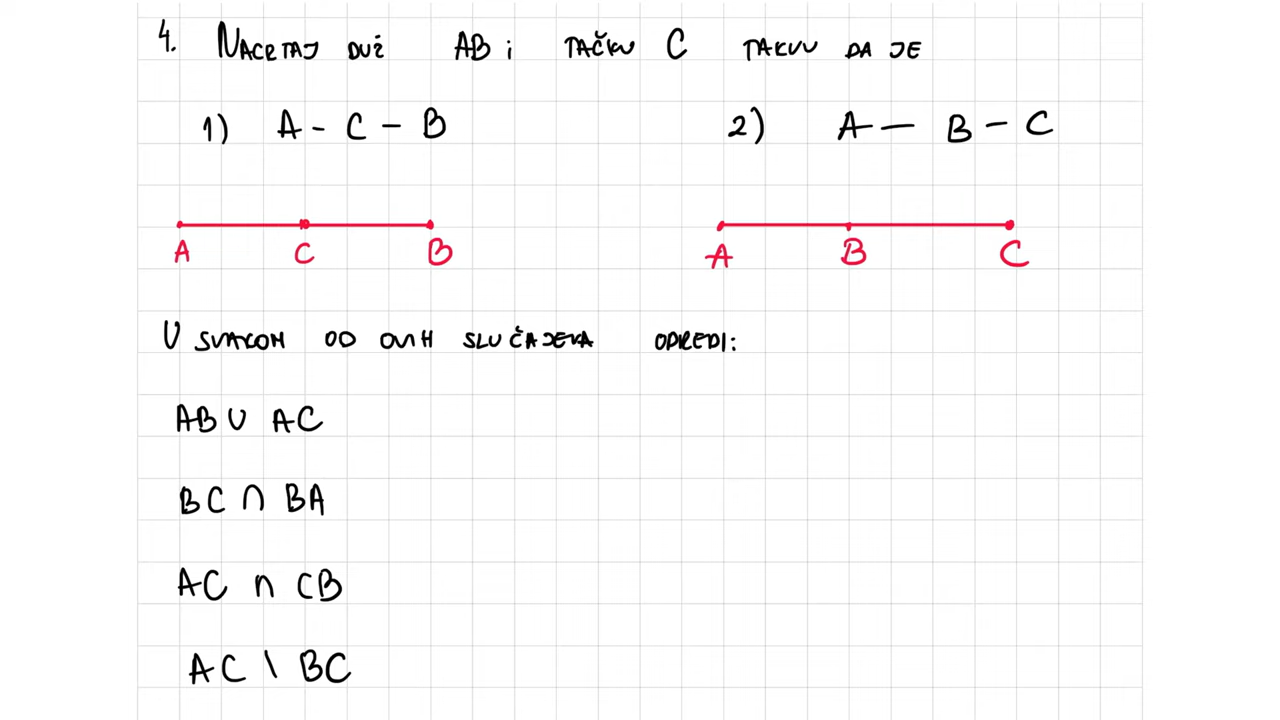 4. NACRTAJ DUŽ AB i TAČKU C TAKVU DA JE
1) A - C - B 2) A - B - C
A C B A B C
U SVAKOM OD OVIH SLUČAJEVA ODREDI:
AB ∪ AC
BC ∩ BA
AC ∩ CB
AC \ BC